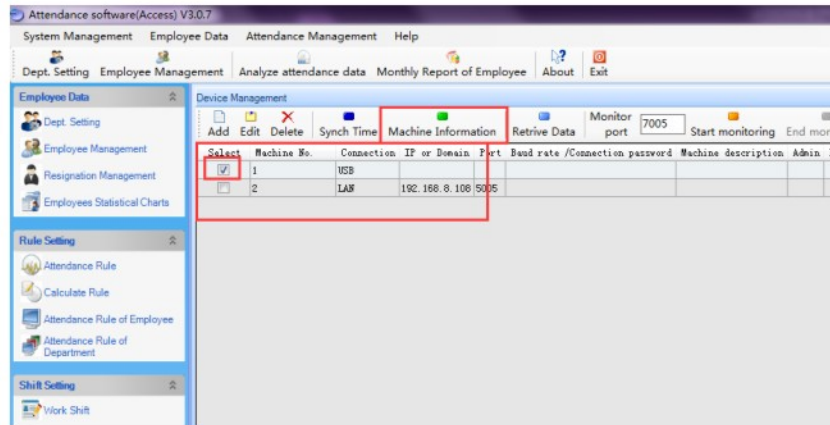 Attendance software(Access) V3.0.7
System Management Employee Data Attendance Management Help
Dept. Setting Employee Management Analyze attendance data Monthly Report of Employee About Exit
Employee Data
Dept. Setting
Employee Management
Resignation Management
Employees Statistical Charts
Rule Setting
Attendance Rule
Calculate Rule
Attendance Rule of Employee
Attendance Rule of
Department
Shift Setting
Work Shift
Device Management
Add Edit Delete Synch Time Machine Information Retrive Data Monitor port 7005 Start monitoring End mor
Select Machine No. Connection IP or Domain Port Baud rate /Connection password Machine description Admin
1 USB
2 LAN 192.168.8.108 5005